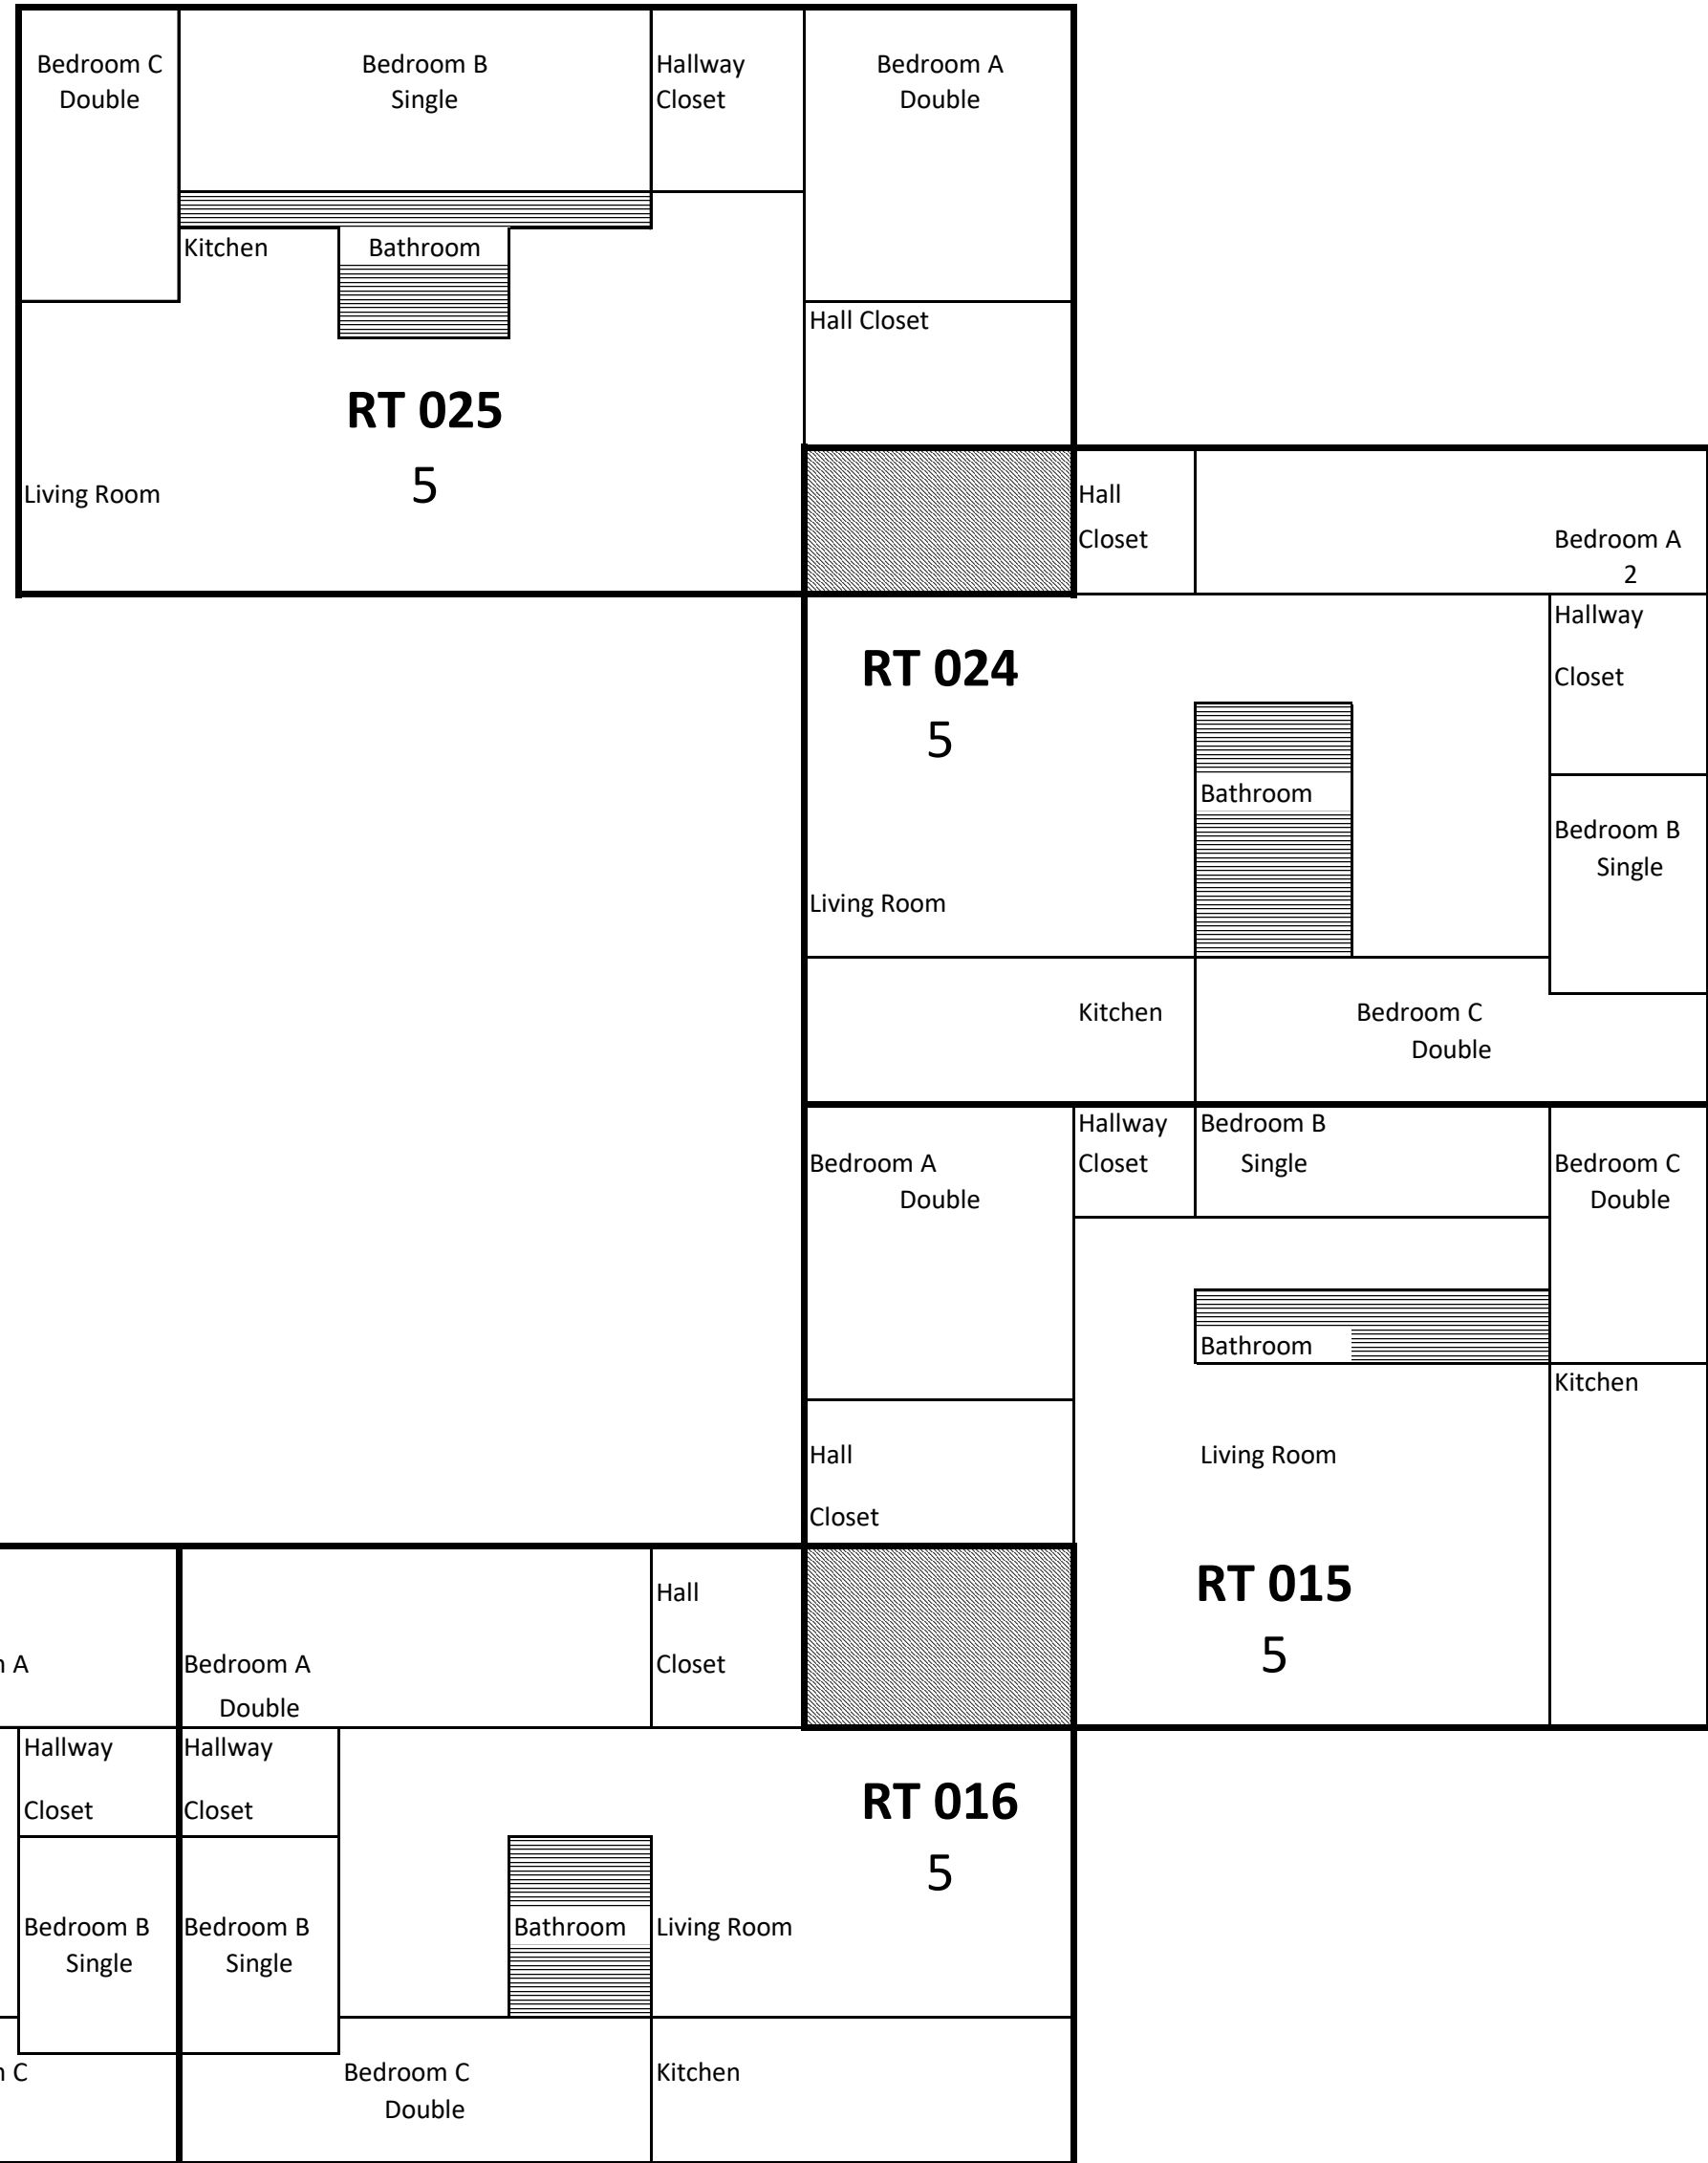 Bedroom C
Double
Bedroom B
Single
Hallway
Closet
Bedroom A
Double
Kitchen
Bathroom
Hall Closet
RT 025
5
Living Room
Hall
Closet
Bedroom A
2
Hallway
Closet
RT 024
5
Bathroom
Bedroom B
Single
Living Room
Kitchen
Bedroom C
Double
Bedroom A
Double
Hallway
Closet
Bedroom B
Single
Bedroom C
Double
Bathroom
Kitchen
Hall
Closet
Living Room
RT 015
5
Hall
Closet
m A
Bedroom A
Double
Hallway
Closet
Hallway
Closet
RT 016
5
Bedroom B
Single
Bedroom B
Single
Bathroom
Living Room
m C
Bedroom C
Double
Kitchen